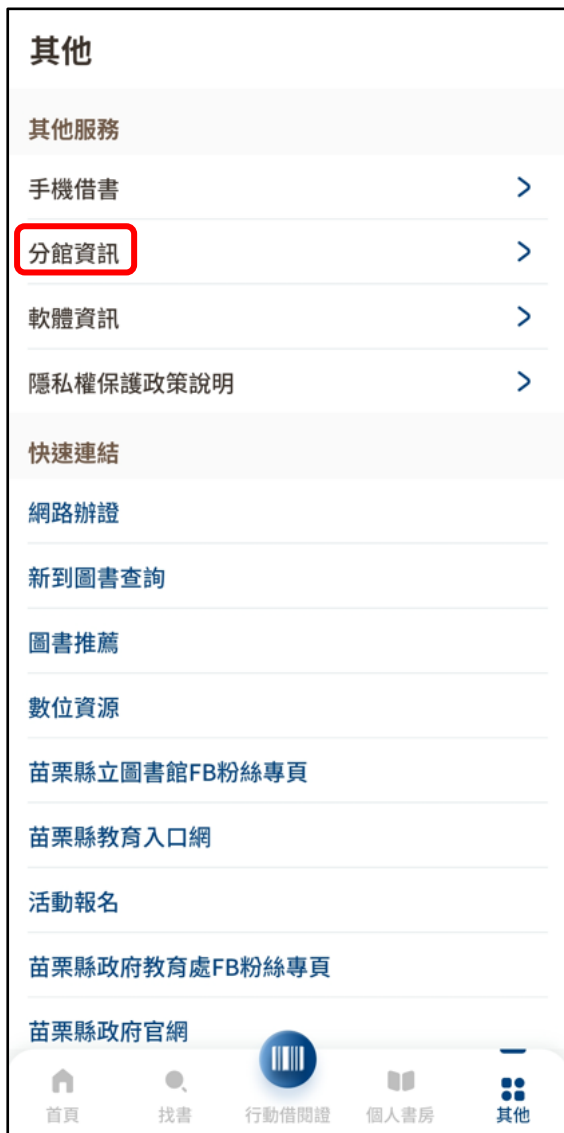 其他
其他服務
手機借書
分館資訊
軟體資訊
隱私權保護政策說明
快速連結
網路辦證
新到圖書查詢
圖書推薦
數位資源
苗栗縣立圖書館FB粉絲專頁
苗栗縣教育入口網
活動報名
苗栗縣政府教育處FB粉絲專頁
苗栗縣政府官網
首頁 找書 行動借閱證 個人書房 其他